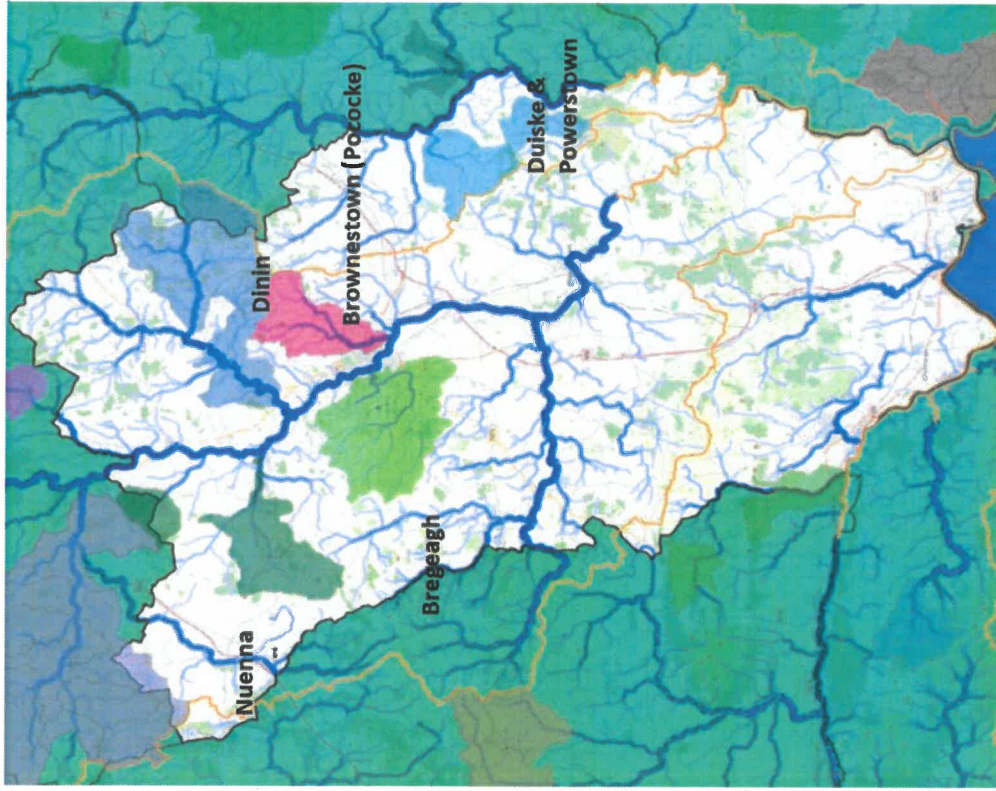 Nuenna
Bregeagh
Dinin
Brownestown (Pococke)
Duiske &
Powerstown